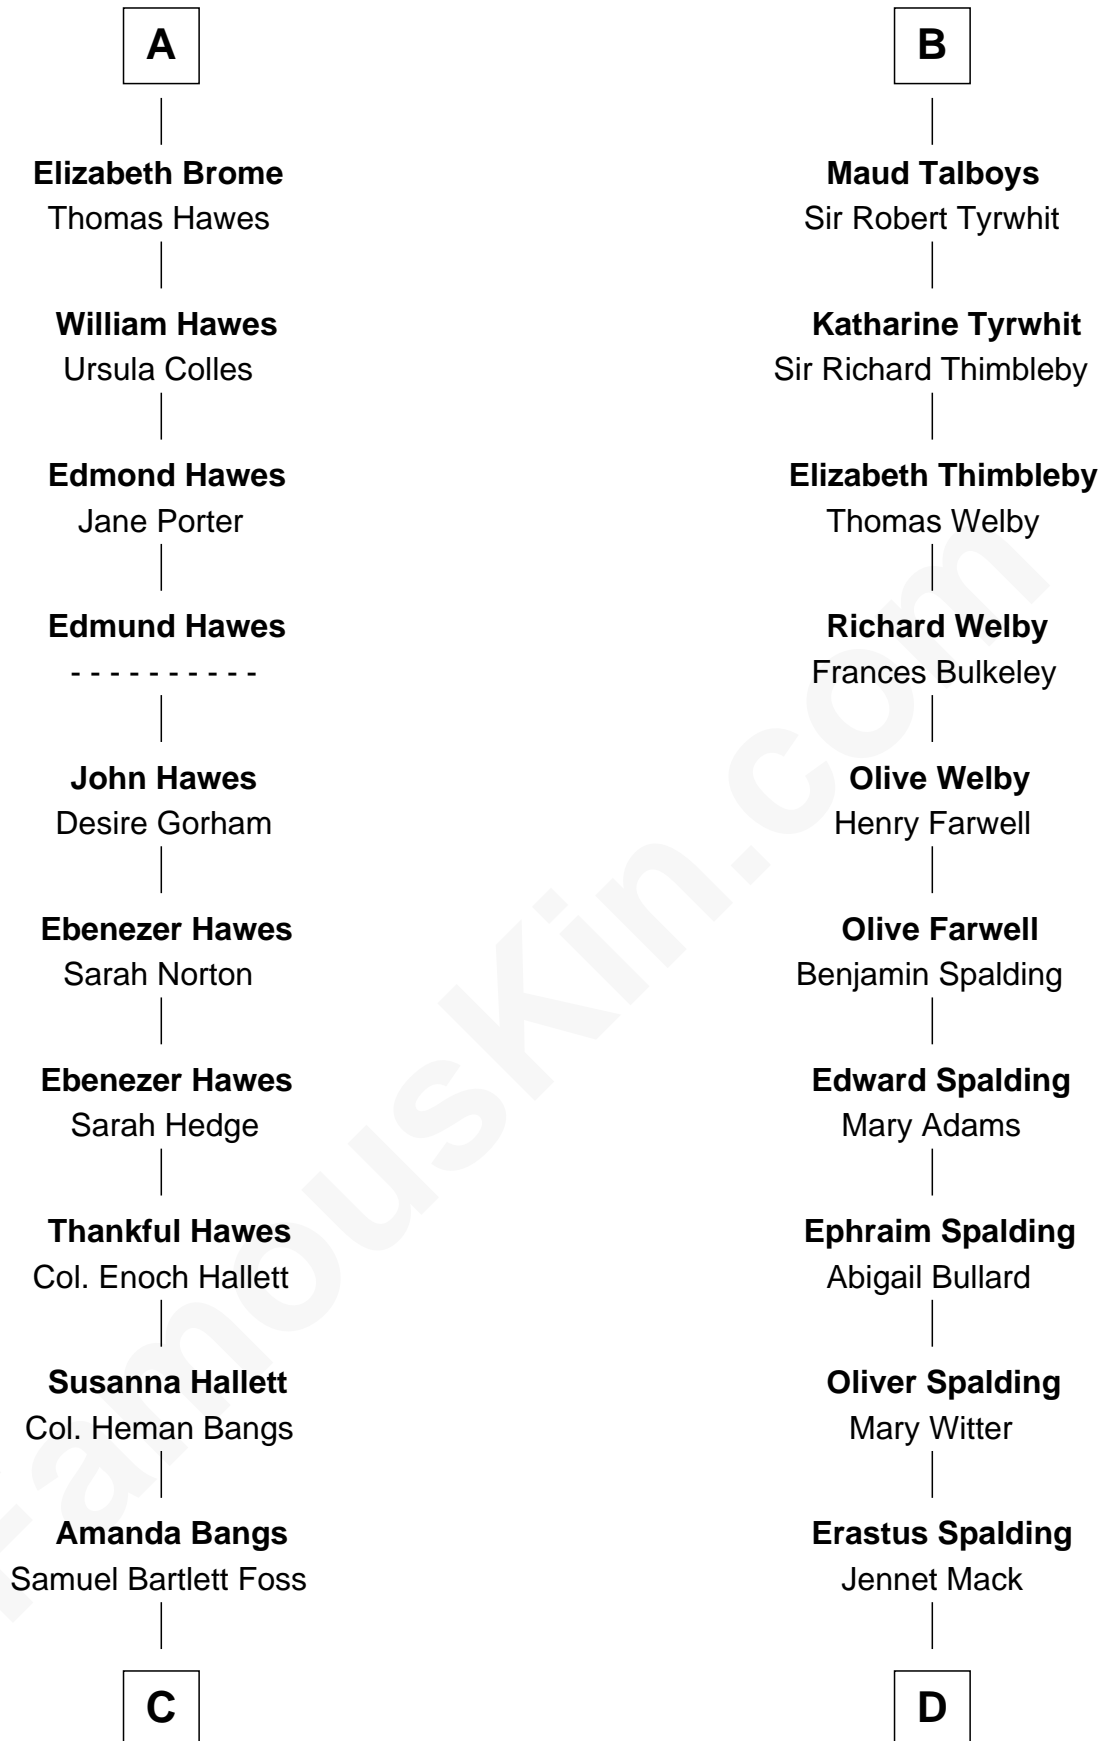 A
Elizabeth Brome
Thomas Hawes
William Hawes
Ursula Colles
Edmond Hawes
Jane Porter
Edmund Hawes
- - - - - - - - - -
John Hawes
Desire Gorham
Ebenezer Hawes
Sarah Norton
Ebenezer Hawes
Sarah Hedge
Thankful Hawes
Col. Enoch Hallett
Susanna Hallett
Col. Heman Bangs
Amanda Bangs
Samuel Bartlett Foss
C
B
Maud Talboys
Sir Robert Tyrwhit
Katharine Tyrwhit
Sir Richard Thimbleby
Elizabeth Thimbleby
Thomas Welby
Richard Welby
Frances Bulkeley
Olive Welby
Henry Farwell
Olive Farwell
Benjamin Spalding
Edward Spalding
Mary Adams
Ephraim Spalding
Abigail Bullard
Oliver Spalding
Mary Witter
Erastus Spalding
Jennet Mack
D
FamousKin.com